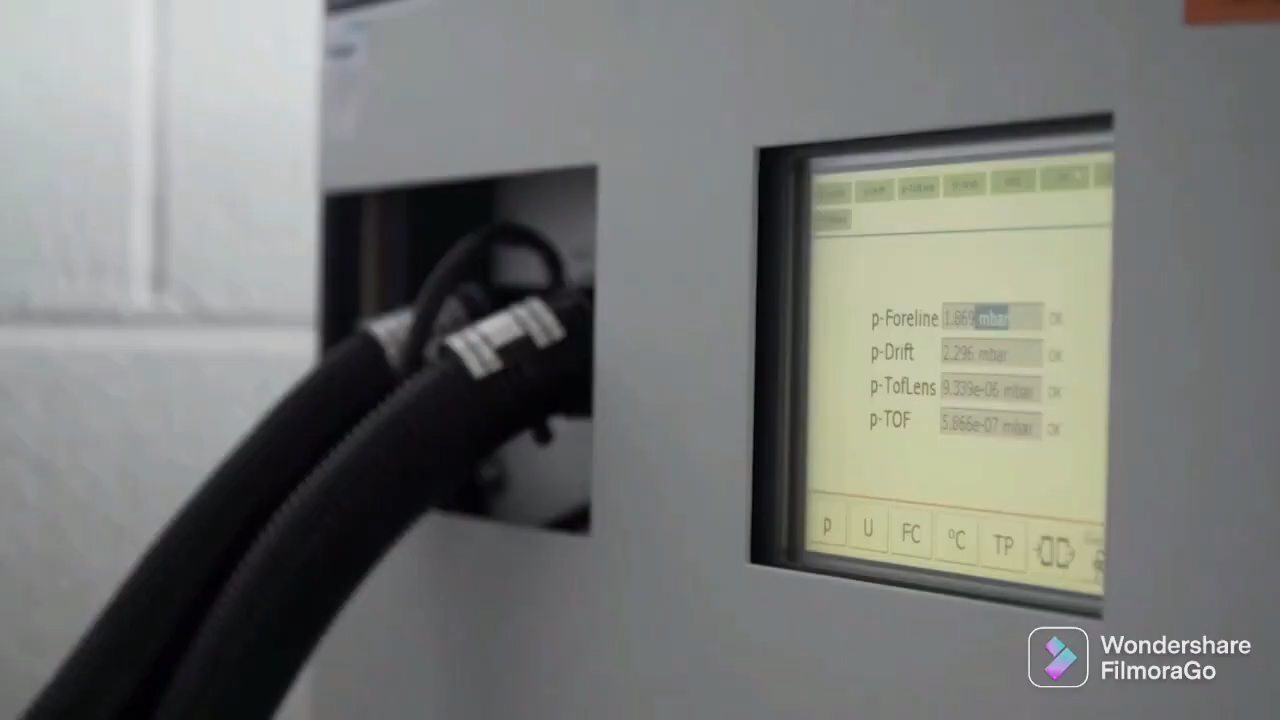 p-Foreline 1.869 mbar OK
p-Drift 2.296 mbar OK
p-TofLens 9.339e-06 mbar OK
p-TOF 5.866e-07 mbar OK
p U FC °C TP
Wondershare
FilmoraGo